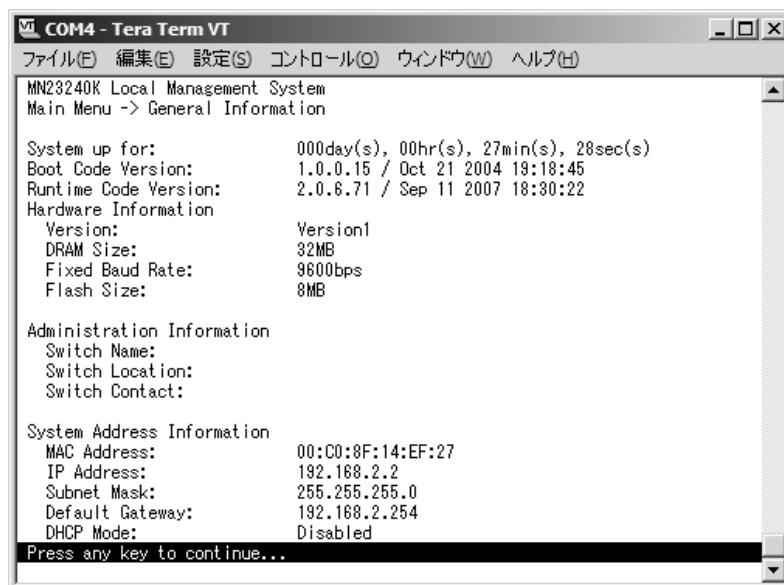 COM4 - Tera Term VT
ファイル(F) 編集(E) 設定(S) コントロール(O) ウィンドウ(W) ヘルプ(H)
MN23240K Local Management System
Main Menu -> General Information
System up for: 000day(s), 00hr(s), 27min(s), 28sec(s)
Boot Code Version: 1.0.0.15 / Oct 21 2004 19:18:45
Runtime Code Version: 2.0.6.71 / Sep 11 2007 18:30:22
Hardware Information
Version: Version1
DRAM Size: 32MB
Fixed Baud Rate: 9600bps
Flash Size: 8MB
Administration Information
Switch Name:
Switch Location:
Switch Contact:
System Address Information
MAC Address: 00:C0:8F:14:EF:27
IP Address: 192.168.2.2
Subnet Mask: 255.255.255.0
Default Gateway: 192.168.2.254
DHCP Mode: Disabled
Press any key to continue...